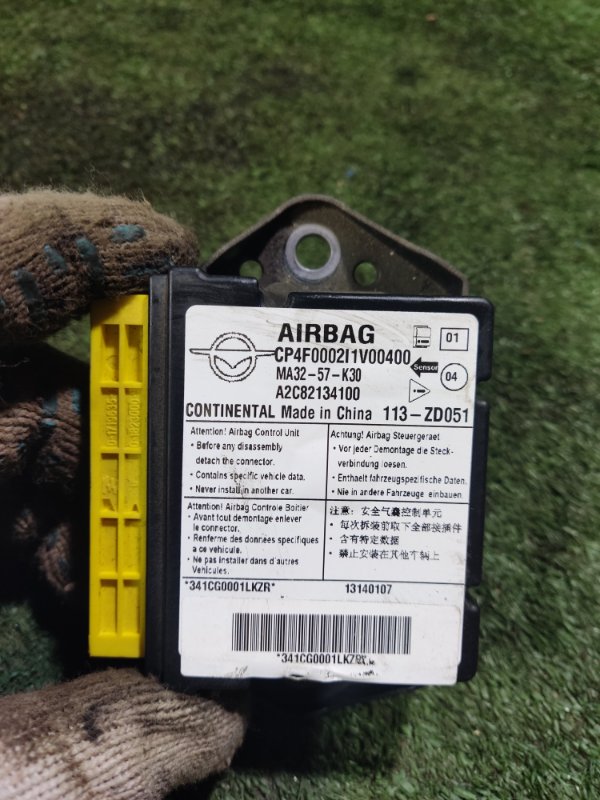 AIRBAG
01
CP4F0002I1V00400
Sensor
MA32-57-K30
04
A2C82134100
CONTINENTAL Made in China 113-ZD051
Attention! Airbag Control Unit
• Before any disassembly
detach the connector.
• Contains specific vehicle data.
• Never install in another car.
Achtung! Airbag Steuergeraet
• Vor jeder Demontage die Steck-
verbindung loesen.
• Enthaelt fahrzeugspezifische Daten.
• Nie in andere Fahrzeuge einbauen.
Attention! Airbag Controle Boitier
• Avant tout demontage enlever
le connector.
• Renferme des données specifiques
a ce vehicule.
• Ne pas installer dans d'autres
Vehicules.
注意：安全气囊控制单元
• 每次拆装前取下全部接插件
• 含有特定数据
• 禁止安装在其他车辆上
*341CG0001LKZR* 13140107
*341CG0001LKZR*